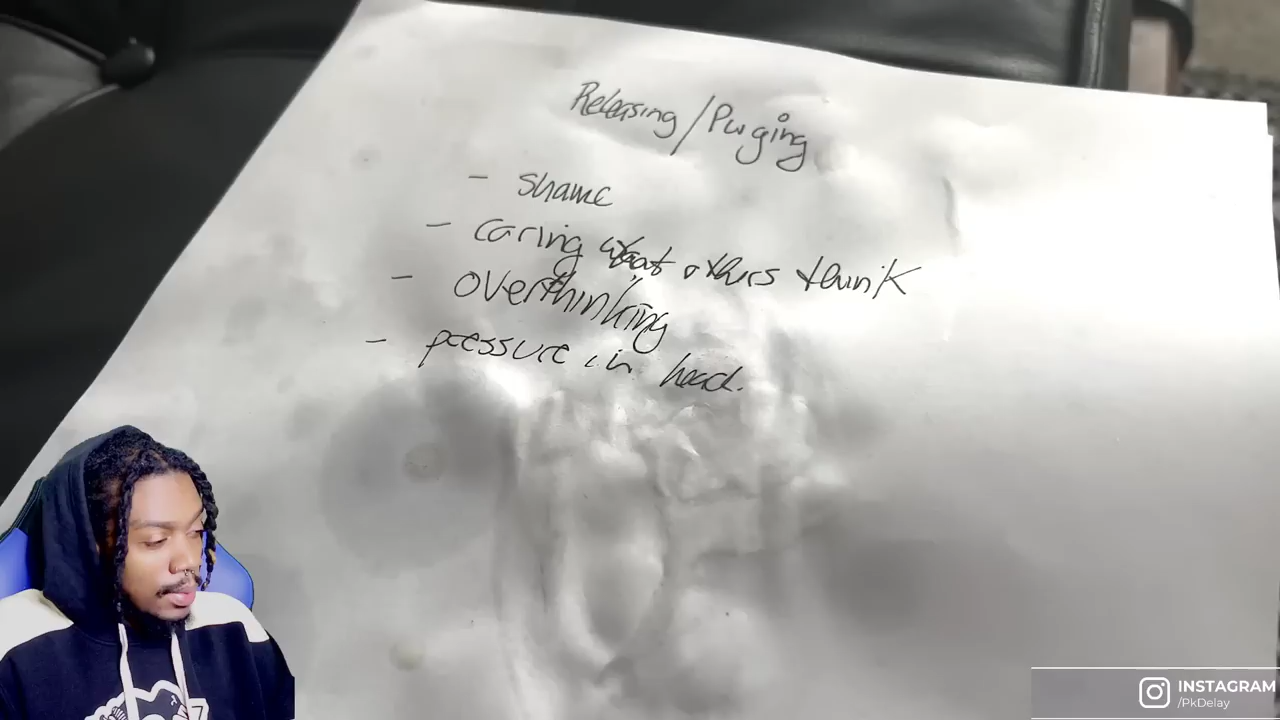 Releasing/Purging
- shame
- caring what others think
- overthinking
- pressure in head.
INSTAGRAM
/PkDelay